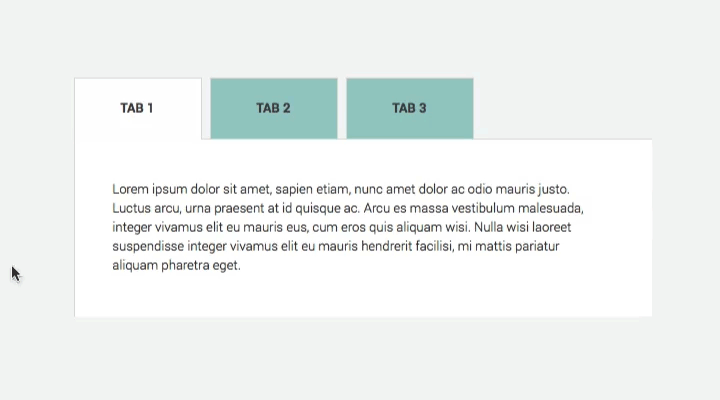 TAB 1 TAB 2 TAB 3
Lorem ipsum dolor sit amet, sapien etiam, nunc amet dolor ac odio mauris justo.
Luctus arcu, urna praesent at id quisque ac. Arcu es massa vestibulum malesuada,
integer vivamus elit eu mauris eus, cum eros quis aliquam wisi. Nulla wisi laoreet
suspendisse integer vivamus elit eu mauris hendrerit facilisi, mi mattis pariatur
aliquam pharetra eget.